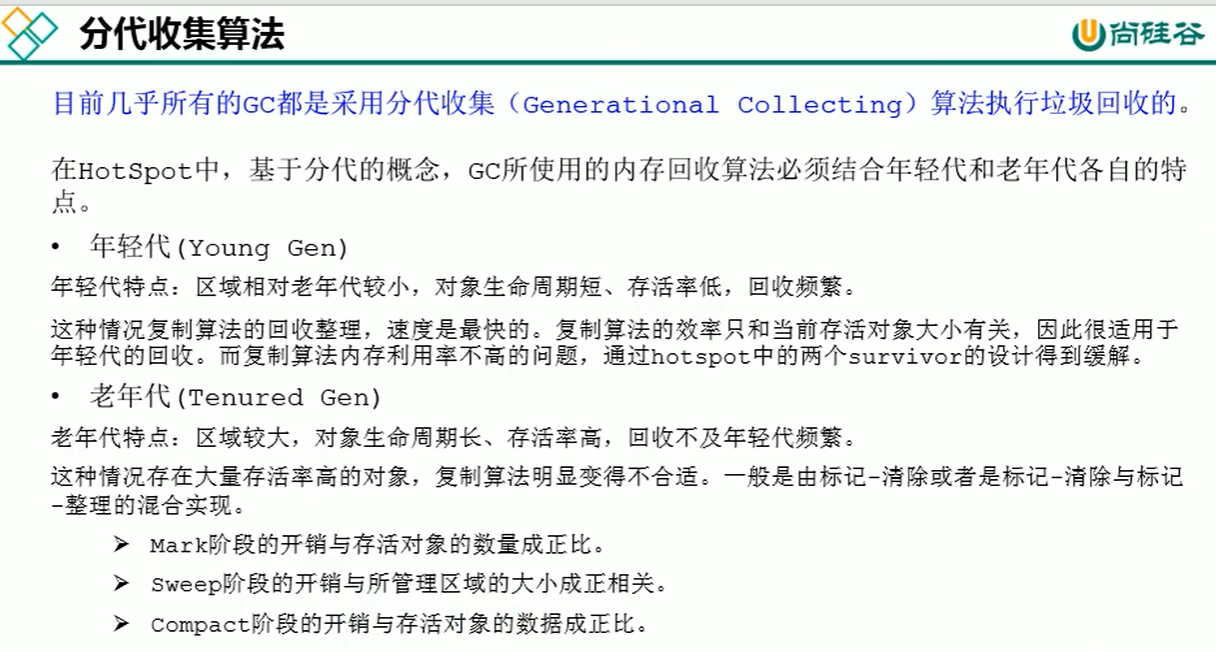 分代收集算法
尚硅谷
目前几乎所有的GC都是采用分代收集（Generational Collecting）算法执行垃圾回收的。
在HotSpot中，基于分代的概念，GC所使用的内存回收算法必须结合年轻代和老年代各自的特
点。
• 年轻代(Young Gen)
年轻代特点：区域相对老年代较小，对象生命周期短、存活率低，回收频繁。
这种情况复制算法的回收整理，速度是最快的。复制算法的效率只和当前存活对象大小有关，因此很适用于
年轻代的回收。而复制算法内存利用率不高的问题，通过hotspot中的两个survivor的设计得到缓解。
• 老年代(Tenured Gen)
老年代特点：区域较大，对象生命周期长、存活率高，回收不及年轻代频繁。
这种情况存在大量存活率高的对象，复制算法明显变得不合适。一般是由标记-清除或者是标记-清除与标记
-整理的混合实现。
➢ Mark阶段的开销与存活对象的数量成正比。
➢ Sweep阶段的开销与所管理区域的大小成正相关。
➢ Compact阶段的开销与存活对象的数据成正比。